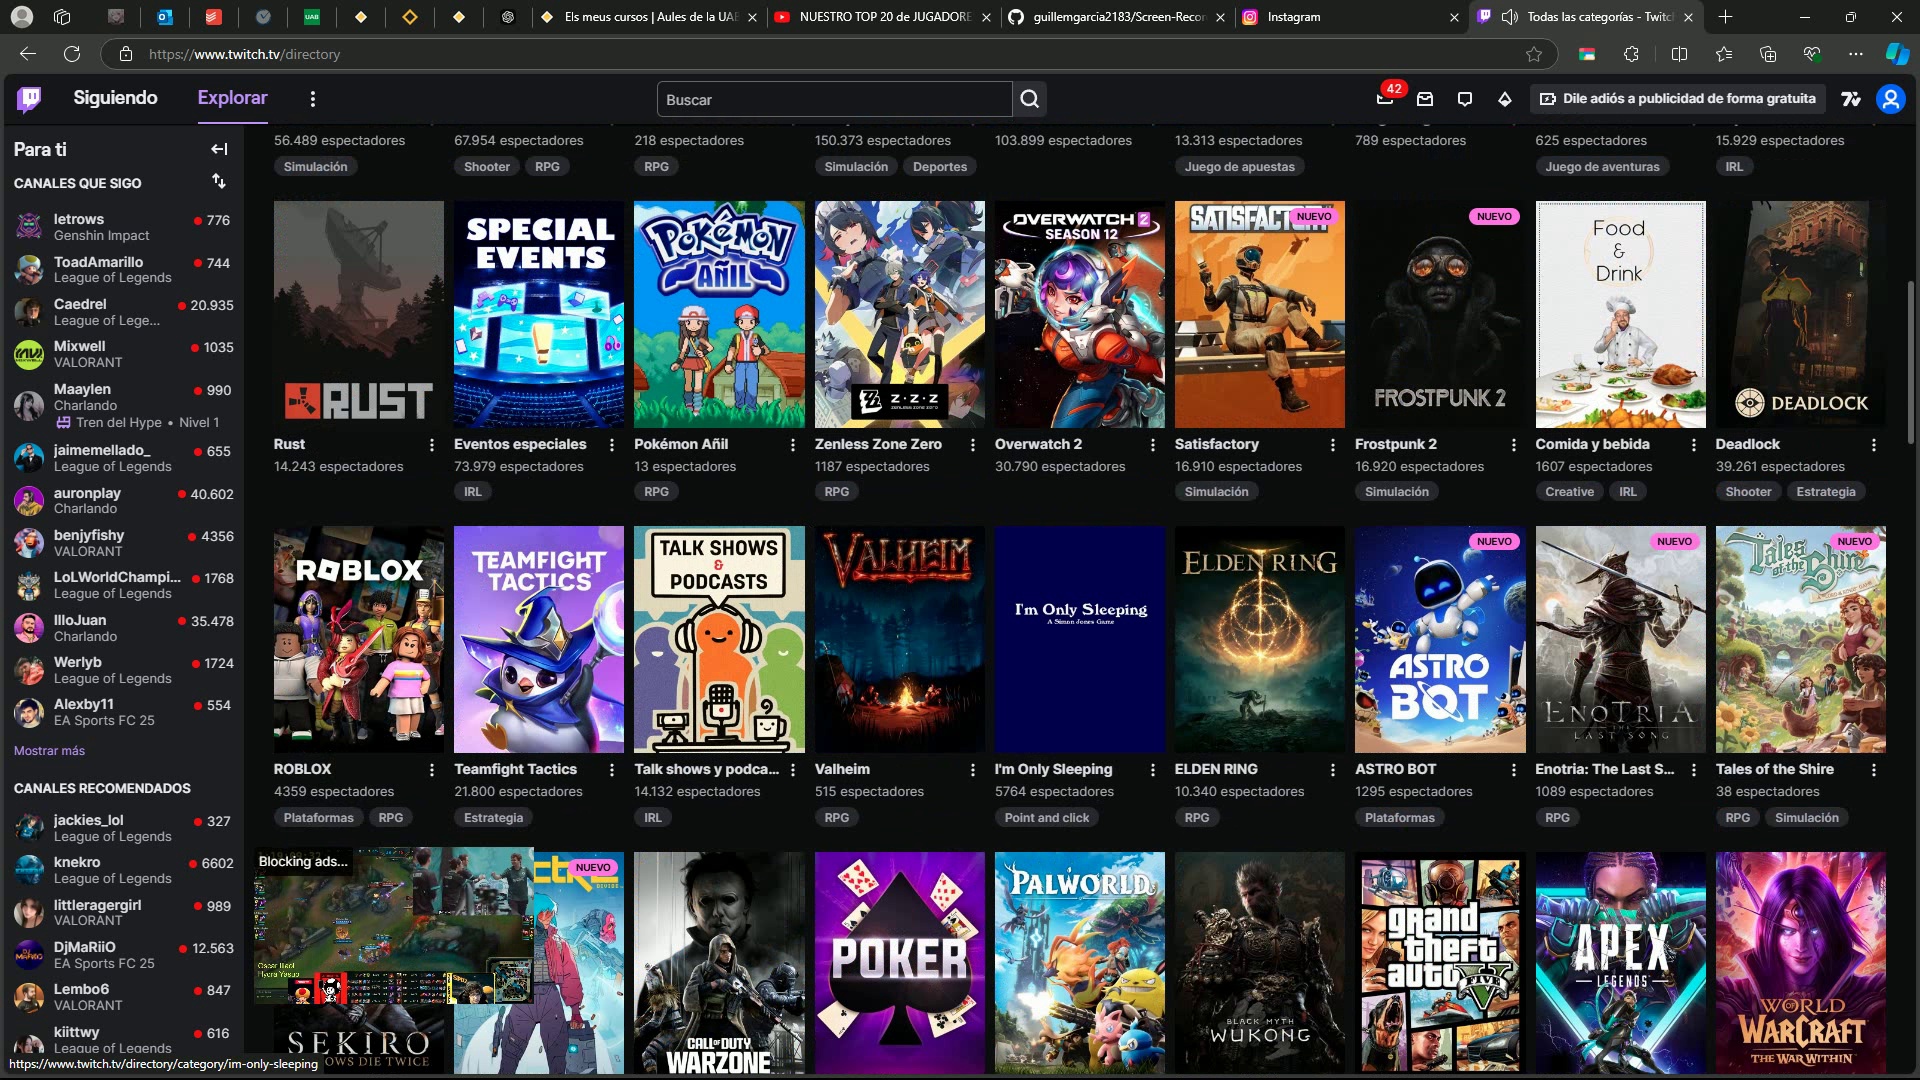 Els meus cursos | Aules de la UA
NUESTRO TOP 20 de JUGADORE
guillemgarcia2183/Screen-Recor
Instagram
Todas las categorías - Twitc
https://www.twitch.tv/directory
Siguiendo
Explorar
Buscar
42
Dile adiós a publicidad de forma gratuita
Para ti
CANALES QUE SIGO
letrows
776
Genshin Impact
ToadAmarillo
744
League of Legends
Caedrel
20.935
League of Lege...
Mixwell
1035
VALORANT
Maaylen
990
Charlando
Tren del Hype • Nivel 1
jaimemellado_
655
League of Legends
auronplay
40.602
Charlando
benjyfishy
4356
VALORANT
LoLWorldChampi...
1768
League of Legends
IlloJuan
35.478
Charlando
Werlyb
1724
League of Legends
Alexby11
554
EA Sports FC 25
Mostrar más
CANALES RECOMENDADOS
jackies_lol
327
League of Legends
knekro
6602
League of Legends
littleragergirl
989
VALORANT
DjMaRiiO
12.563
EA Sports FC 25
Lembo6
847
VALORANT
kiittwy
616
League of Legends
https://www.twitch.tv/directory/category/im-only-sleeping
56.489 espectadores
67.954 espectadores
218 espectadores
150.373 espectadores
103.899 espectadores
13.313 espectadores
789 espectadores
625 espectadores
15.929 espectadores
Simulación
Shooter
RPG
RPG
Simulación
Deportes
Juego de apuestas
Juego de aventuras
IRL
RUST
SPECIAL
EVENTS
POKéMON
AÑIL
Z·Z·Z
ZENLESS ZONE ZERO
OVERWATCH 2
SEASON 12
SATISFACTORY
NUEVO
NUEVO
FROSTPUNK 2
Food
&
Drink
DEADLOCK
Rust
Eventos especiales
Pokémon Añil
Zenless Zone Zero
Overwatch 2
Satisfactory
Frostpunk 2
Comida y bebida
Deadlock
14.243 espectadores
73.979 espectadores
13 espectadores
1187 espectadores
30.790 espectadores
16.910 espectadores
16.920 espectadores
1607 espectadores
39.261 espectadores
IRL
RPG
RPG
Simulación
Simulación
Creative
IRL
Shooter
Estrategia
ROBLOX
TEAMFIGHT
TACTICS
TALK SHOWS
&
PODCASTS
VALHEIM
I'm Only Sleeping
A Simon Jones Game
ELDEN RING
NUEVO
ASTRO
BOT
NUEVO
ENOTRIA
THE LAST SONG
NUEVO
Tales
of the Shire
ROBLOX
Teamfight Tactics
Talk shows y podca...
Valheim
I'm Only Sleeping
ELDEN RING
ASTRO BOT
Enotria: The Last S...
Tales of the Shire
4359 espectadores
21.800 espectadores
14.132 espectadores
515 espectadores
5764 espectadores
10.340 espectadores
1295 espectadores
1089 espectadores
38 espectadores
Plataformas
RPG
Estrategia
IRL
RPG
Point and click
RPG
Plataformas
RPG
RPG
Simulación
Blocking ads...
NUEVO
SEKIRO
OWS DIE TWICE
CALL OF DUTY
WARZONE
POKER
PALWORLD
BLACK MYTH
WUKONG
grand
theft
auto
V
FIVE
APEX
LEGENDS
WORLD
OF
WARCRAFT
THE WAR WITHIN